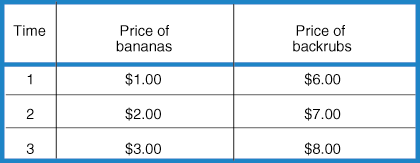 Time Price of bananas Price of backrubs
1 $1.00 $6.00
2 $2.00 $7.00
3 $3.00 $8.00